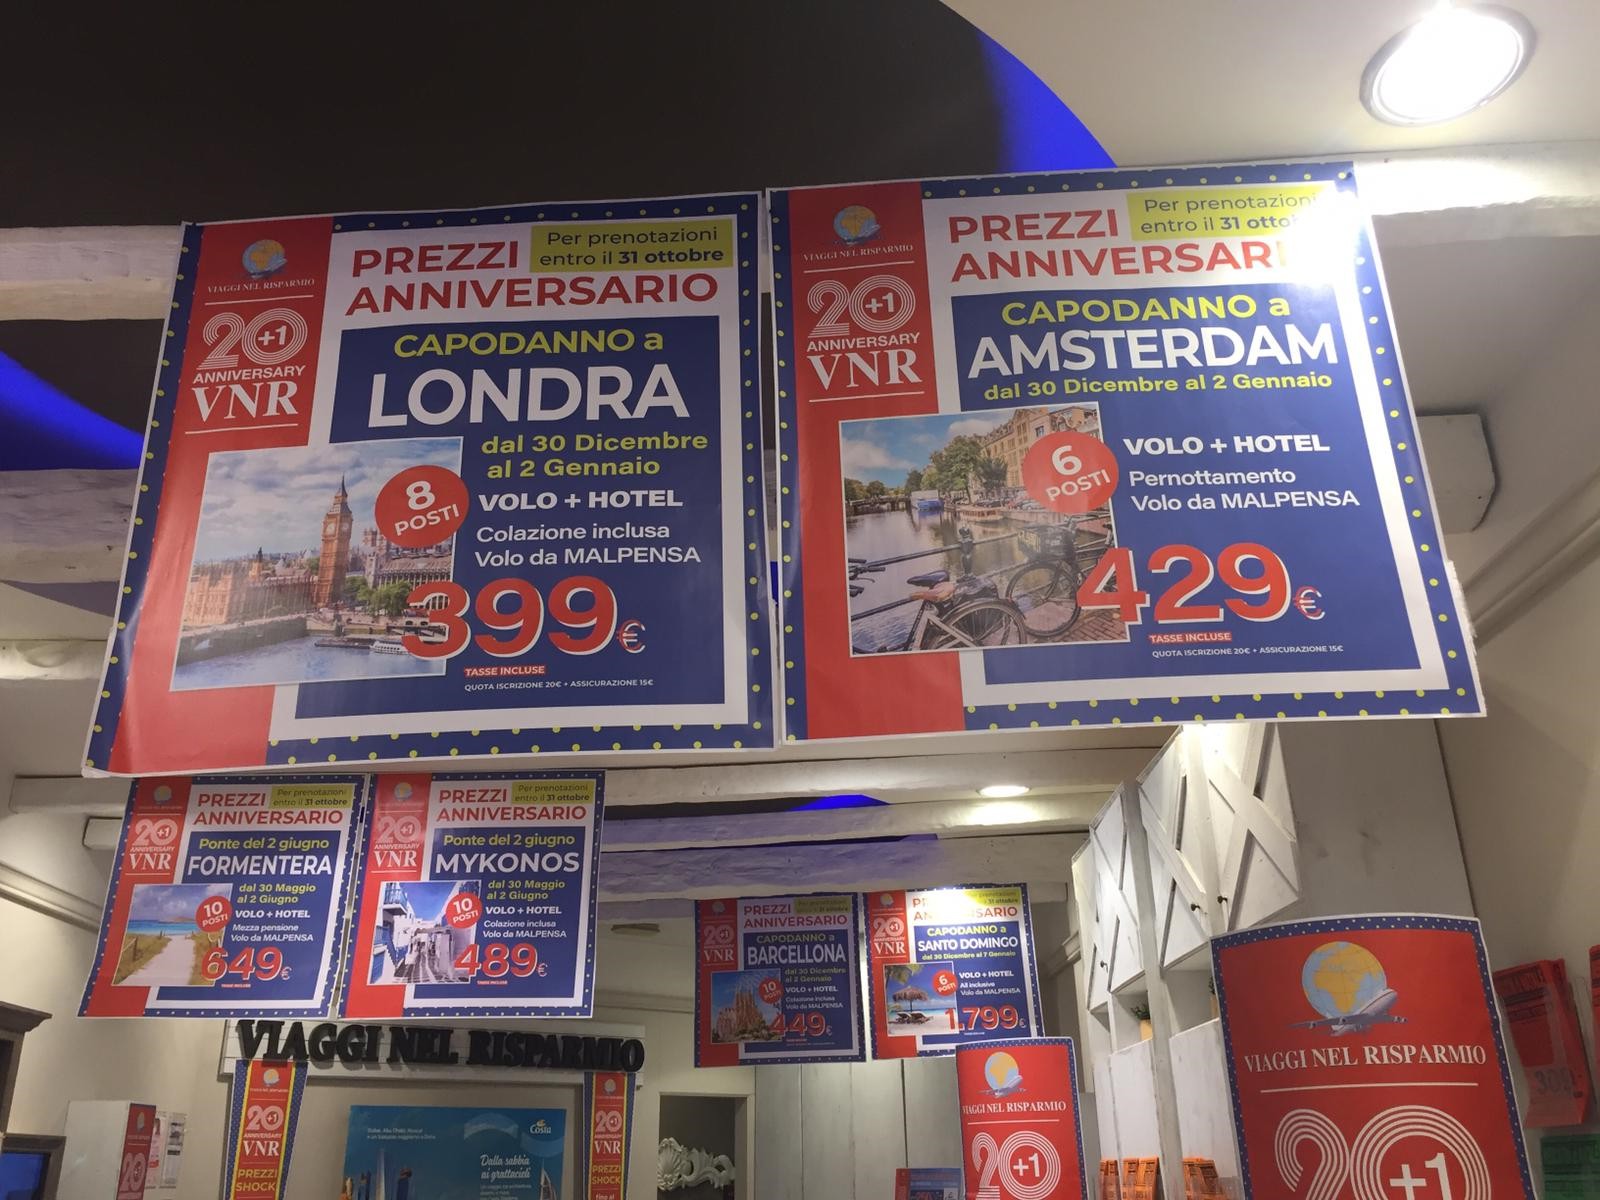 VIAGGI NEL RISPARMIO
20+1
ANNIVERSARY
VNR
PREZZI
ANNIVERSARIO
Per prenotazioni
entro il 31 ottobre
CAPODANNO a
LONDRA
dal 30 Dicembre
al 2 Gennaio
8
POSTI
VOLO + HOTEL
Colazione inclusa
Volo da MALPENSA
399€
TASSE INCLUSE
QUOTA ISCRIZIONE 20€ + ASSICURAZIONE 15€
VIAGGI NEL RISPARMIO
20+1
ANNIVERSARY
VNR
PREZZI
ANNIVERSARI
Per prenotazioni
entro il 31
CAPODANNO a
AMSTERDAM
dal 30 Dicembre al 2 Gennaio
6
POSTI
VOLO + HOTEL
Pernottamento
Volo da MALPENSA
429€
TASSE INCLUSE
QUOTA ISCRIZIONE 20€ + ASSICURAZIONE 15€
20+1
ANNIVERSARY
VNR
PREZZI
ANNIVERSARIO
Per prenotazioni
entro il 31 ottobre
Ponte del 2 giugno
FORMENTERA
dal 30 Maggio
al 2 Giugno
10
POSTI
VOLO + HOTEL
Mezza pensione
Volo da MALPENSA
649€
TASSE INCLUSE
20+1
ANNIVERSARY
VNR
PREZZI
ANNIVERSARIO
Per prenotazioni
entro il 31 ottobre
Ponte del 2 giugno
MYKONOS
dal 30 Maggio
al 2 Giugno
10
POSTI
VOLO + HOTEL
Colazione inclusa
Volo da MALPENSA
489€
TASSE INCLUSE
20+1
VNR
PREZZI
ANNIVERSARIO
CAPODANNO a
BARCELLONA
dal 30 Dicembre
al 2 Gennaio
10
POSTI
VOLO + HOTEL
Colazione inclusa
Volo da MALPENSA
449€
20+1
VNR
ANNIVERSARIO
CAPODANNO a
SANTO DOMINGO
dal 30 Dicembre al 7 Gennaio
6
POSTI
VOLO + HOTEL
All inclusive
Volo da MALPENSA
1.799€
VIAGGI NEL RISPARMIO
20+1
ANNIVERSARY
VNR
PREZZI
SHOCK
Costa
Dalla sabbia
ai grattacieli
20+1
ANNIVERSARY
VNR
PREZZI
SHOCK
VIAGGI NEL RISPARMIO
20+1
VIAGGI NEL RISPARMIO
20+1